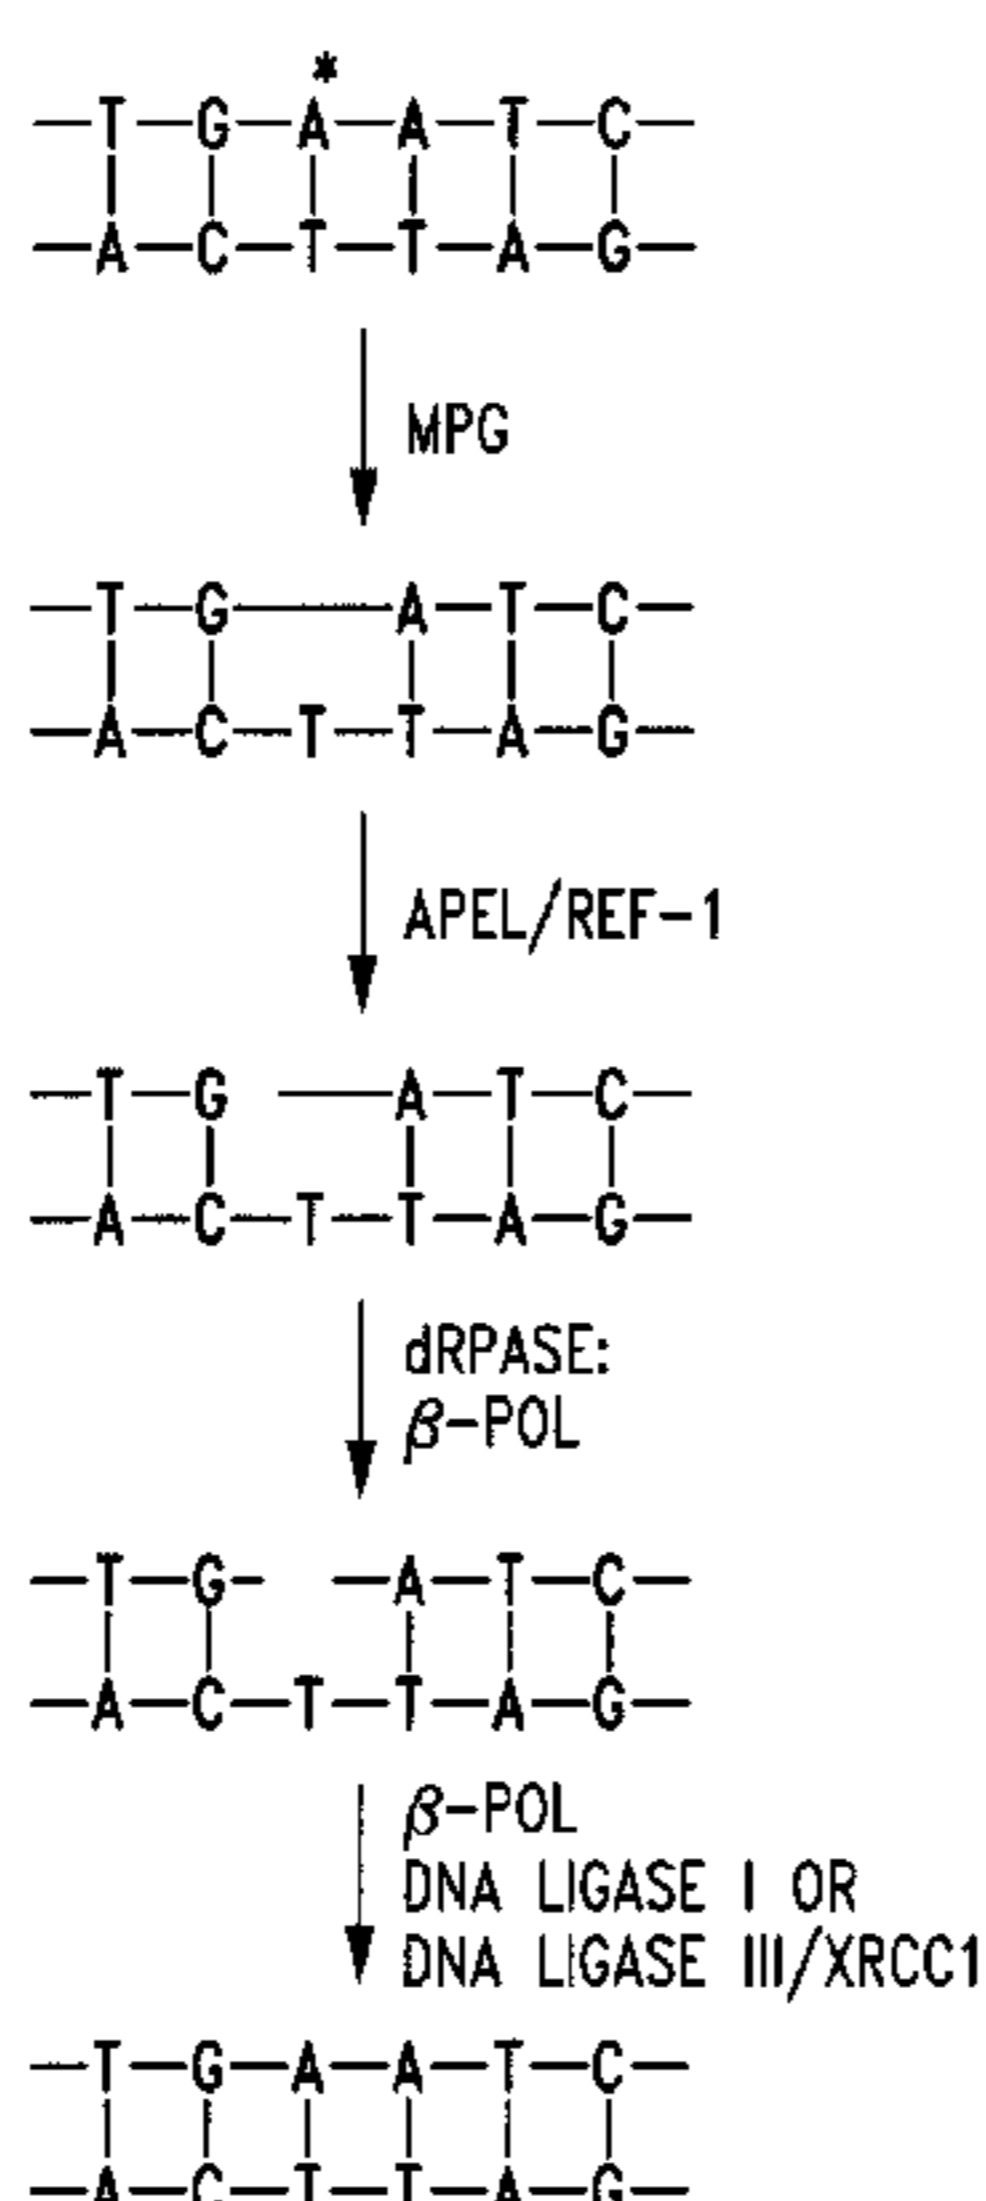 *
T G A A T C
A C T T A G
MPG
T G A T C
A C T T A G
APEL/REF-1
T G A T C
A C T T A G
dRPASE:
β-POL
T G A T C
A C T T A G
β-POL
DNA LIGASE I OR
DNA LIGASE III/XRCC1
T G A A T C
A C T T A G